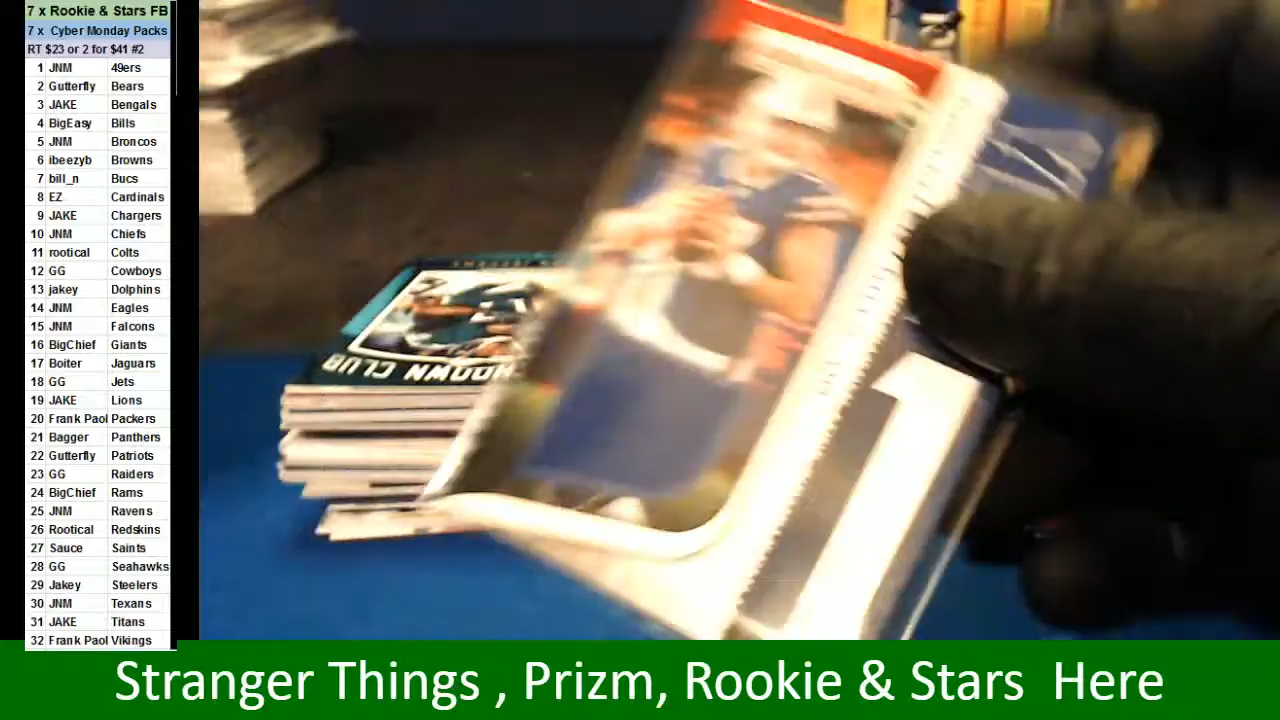 7 x Rookie & Stars FB
7 x Cyber Monday Packs
RT $23 or 2 for $41 #2
1 JNM 49ers
2 Gutterfly Bears
3 JAKE Bengals
4 BigEasy Bills
5 JNM Broncos
6 ibeezyb Browns
7 bill_n Bucs
8 EZ Cardinals
9 JAKE Chargers
10 JNM Chiefs
11 rootical Colts
12 GG Cowboys
13 jakey Dolphins
14 JNM Eagles
15 JNM Falcons
16 BigChief Giants
17 Boiter Jaguars
18 GG Jets
19 JAKE Lions
20 Frank Paol Packers
21 Bagger Panthers
22 Gutterfly Patriots
23 GG Raiders
24 BigChief Rams
25 JNM Ravens
26 Rootical Redskins
27 Sauce Saints
28 GG Seahawks
29 Jakey Steelers
30 JNM Texans
31 JAKE Titans
32 Frank Paol Vikings
CLUB
Stranger Things , Prizm, Rookie & Stars Here